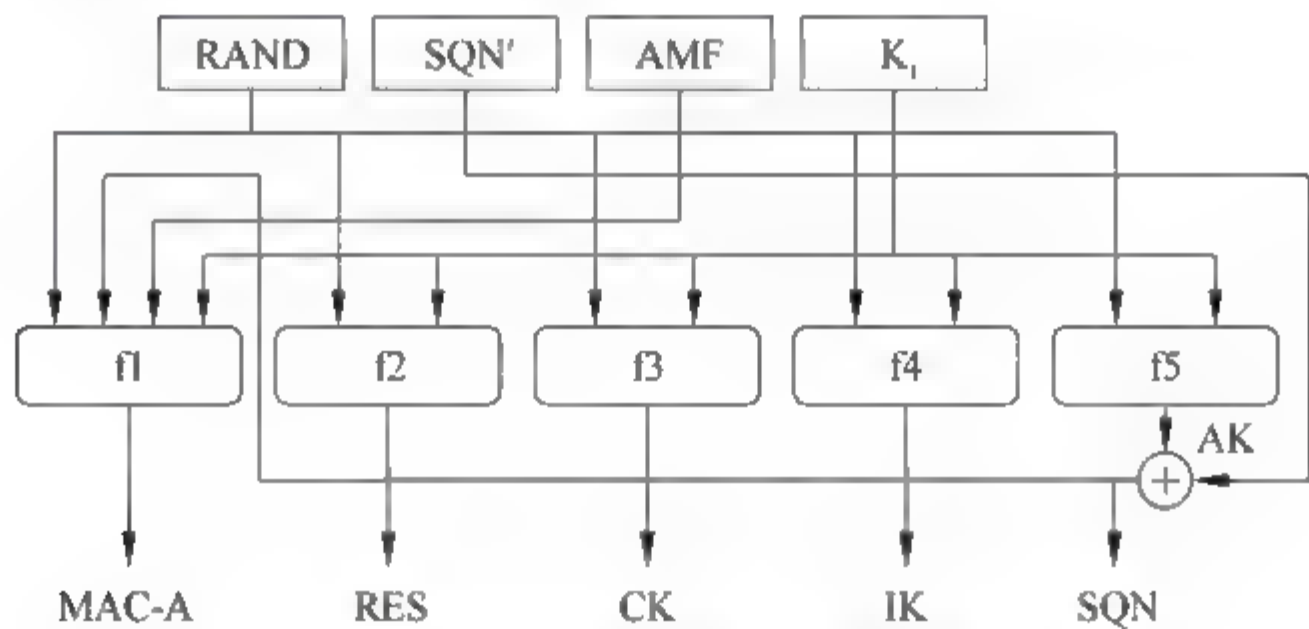 RAND SQN′ AMF K₁
f1 f2 f3 f4 f5
AK
+
MAC-A RES CK IK SQN